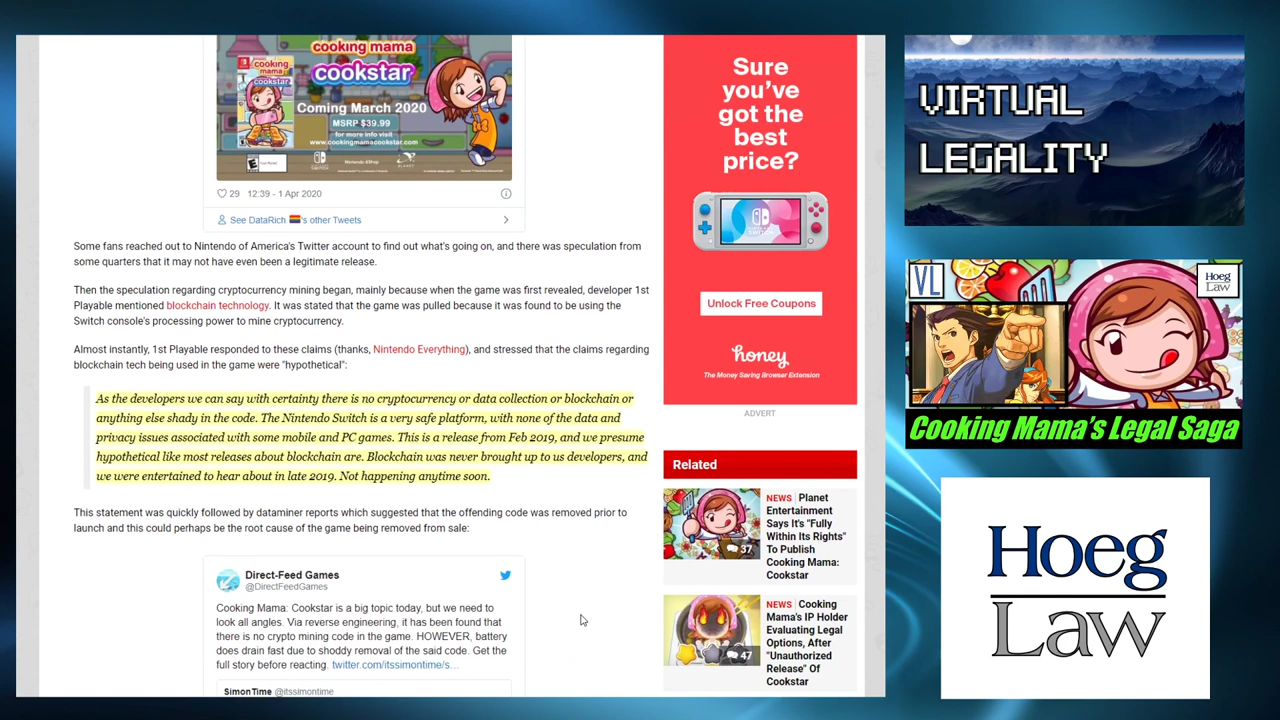 cooking mama
cookstar
cooking
mama
cookstar
Coming March 2020
MSRP $39.99
for more info visit
www.cookingmamacookstar.com
29 12:39 - 1 Apr 2020
See DataRich 🏳️‍🌈's other Tweets
Some fans reached out to Nintendo of America's Twitter account to find out what's going on, and there was speculation from
some quarters that it may not have even been a legitimate release.
Then the speculation regarding cryptocurrency mining began, mainly because when the game was first revealed, developer 1st
Playable mentioned blockchain technology. It was stated that the game was pulled because it was found to be using the
Switch console's processing power to mine cryptocurrency.
Almost instantly, 1st Playable responded to these claims (thanks, Nintendo Everything), and stressed that the claims regarding
blockchain tech being used in the game were "hypothetical":
As the developers we can say with certainty there is no cryptocurrency or data collection or blockchain or
anything else shady in the code. The Nintendo Switch is a very safe platform, with none of the data and
privacy issues associated with some mobile and PC games. This is a release from Feb 2019, and we presume
hypothetical like most releases about blockchain are. Blockchain was never brought up to us developers, and
we were entertained to hear about in late 2019. Not happening anytime soon.
This statement was quickly followed by dataminer reports which suggested that the offending code was removed prior to
launch and this could perhaps be the root cause of the game being removed from sale:
Direct-Feed Games
@DirectFeedGames
Cooking Mama: Cookstar is a big topic today, but we need to
look all angles. Via reverse engineering, it has been found that
there is no crypto mining code in the game. HOWEVER, battery
does drain fast due to shoddy removal of the said code. Get the
full story before reacting. twitter.com/itssimontime/s…
SimonTime @itssimontime
Sure
you've
got the
best
price?
Unlock Free Coupons
honey
The Money Saving Browser Extension
ADVERT
Related
NEWS Planet
Entertainment
Says It's "Fully
Within Its Rights"
To Publish
Cooking Mama:
Cookstar
37
NEWS Cooking
Mama's IP Holder
Evaluating Legal
Options, After
"Unauthorized
Release" Of
Cookstar
47
VIRTUAL
LEGALITY
VL
Hoeg
Law
Cooking Mama's Legal Saga
Hoeg
Law